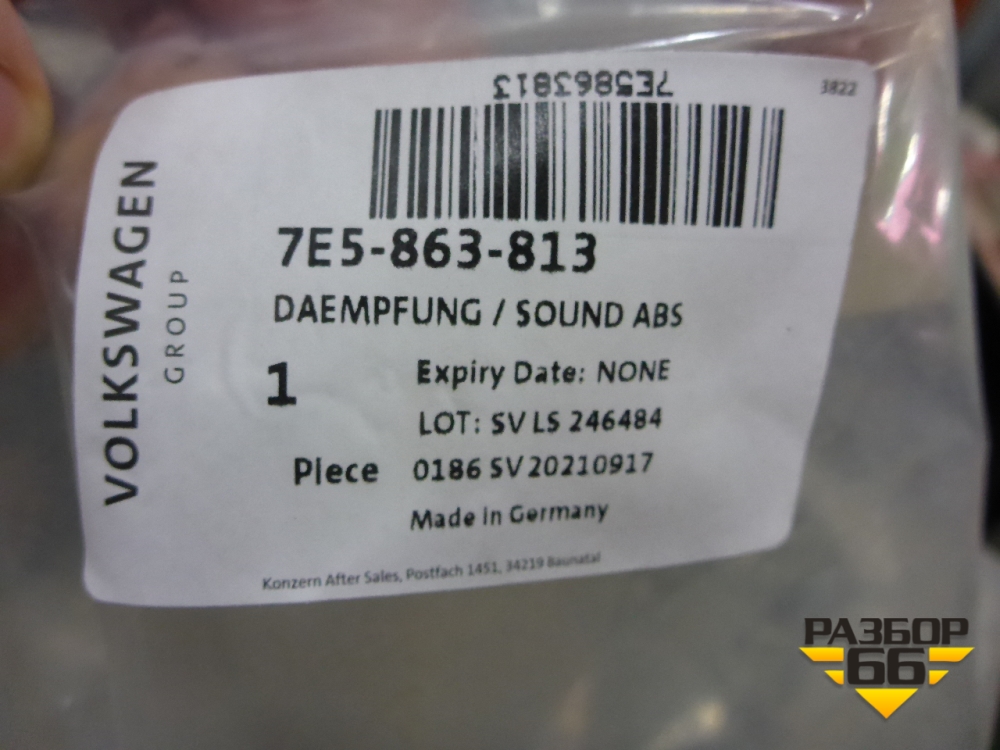 7E5863813
3822
VOLKSWAGEN
GROUP
7E5-863-813
DAEMPFUNG / SOUND ABS
1
Expiry Date: NONE
LOT: SV LS 246484
Piece 0186 SV 20210917
Made in Germany
Konzern After Sales, Postfach 1451, 34219 Baunatal
РАЗБОР
66